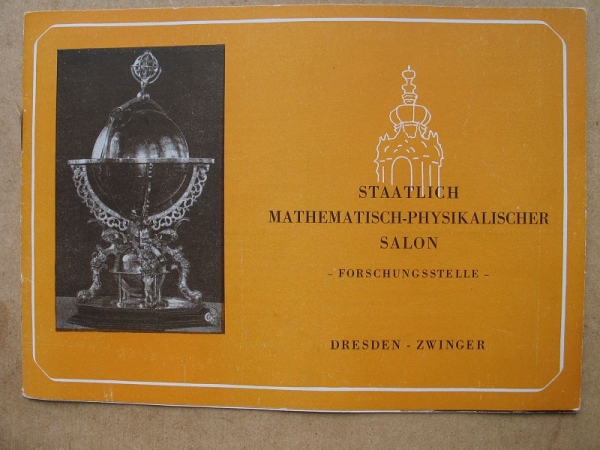 STAATLICH
MATHEMATISCH-PHYSIKALISCHER
SALON
- FORSCHUNGSSTELLE -
DRESDEN - ZWINGER